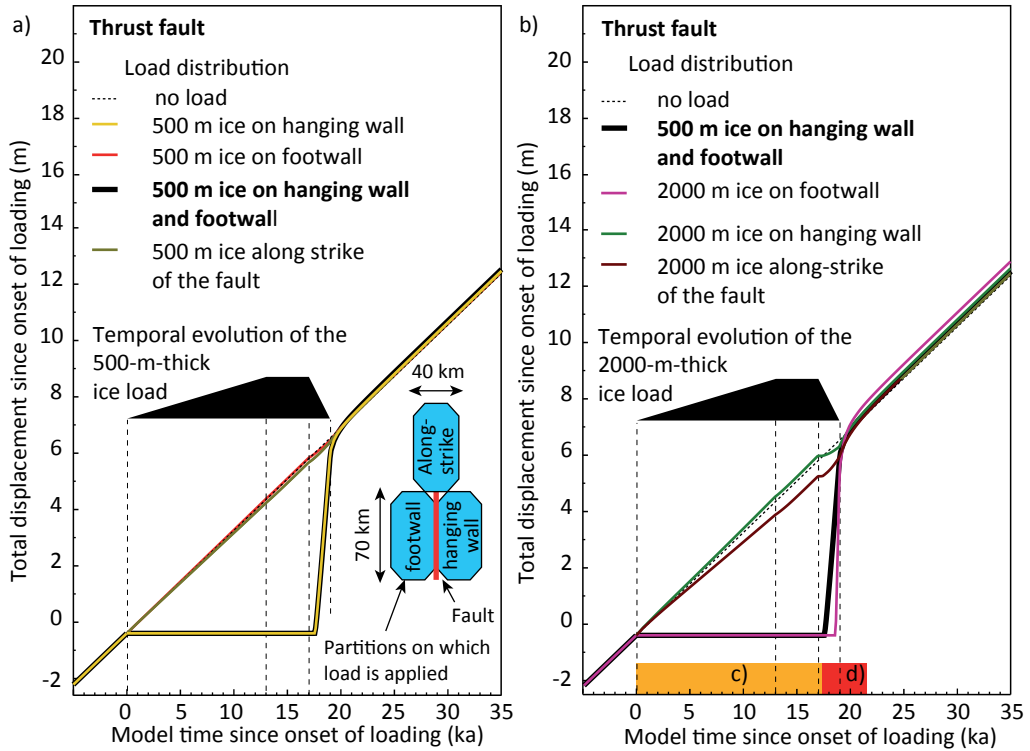 a)
Thrust fault
Load distribution
no load
500 m ice on hanging wall
500 m ice on footwall
500 m ice on hanging wall
and footwall
500 m ice along strike
of the fault
Temporal evolution of the
500-m-thick
ice load
40 km
Along-
strike
70 km
footwall
hanging
wall
Fault
Partitions on which
load is applied
Total displacement since onset of loading (m)
20
18
16
14
12
10
8
6
4
2
0
-2
0 5 10 15 20 25 30 35
Model time since onset of loading (ka)
b)
Thrust fault
Load distribution
no load
500 m ice on hanging wall
and footwall
2000 m ice on footwall
2000 m ice on hanging wall
2000 m ice along-strike
of the fault
Temporal evolution of the
2000-m-thick
ice load
c)
d)
Total displacement since onset of loading (m)
20
18
16
14
12
10
8
6
4
2
0
-2
0 5 10 15 20 25 30 35
Model time since onset of loading (ka)